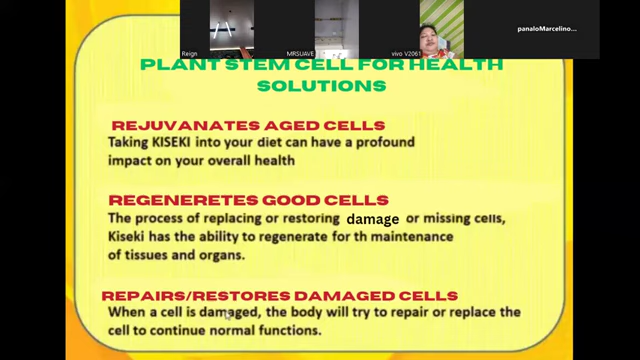 Reign
MRSUAVE
vivo V2061
panaloMarcelino...
PLANT STEM CELL FOR HEALTH
SOLUTIONS
REJUVANATES AGED CELLS
Taking KISEKI into your diet can have a profound
impact on your overall health
REGENERETES GOOD CELLS
The process of replacing or restoring damage or missing cells,
Kiseki has the ability to regenerate for th maintenance
of tissues and organs.
REPAIRS/RESTORES DAMAGED CELLS
When a cell is damaged, the body will try to repair or replace the
cell to continue normal functions.